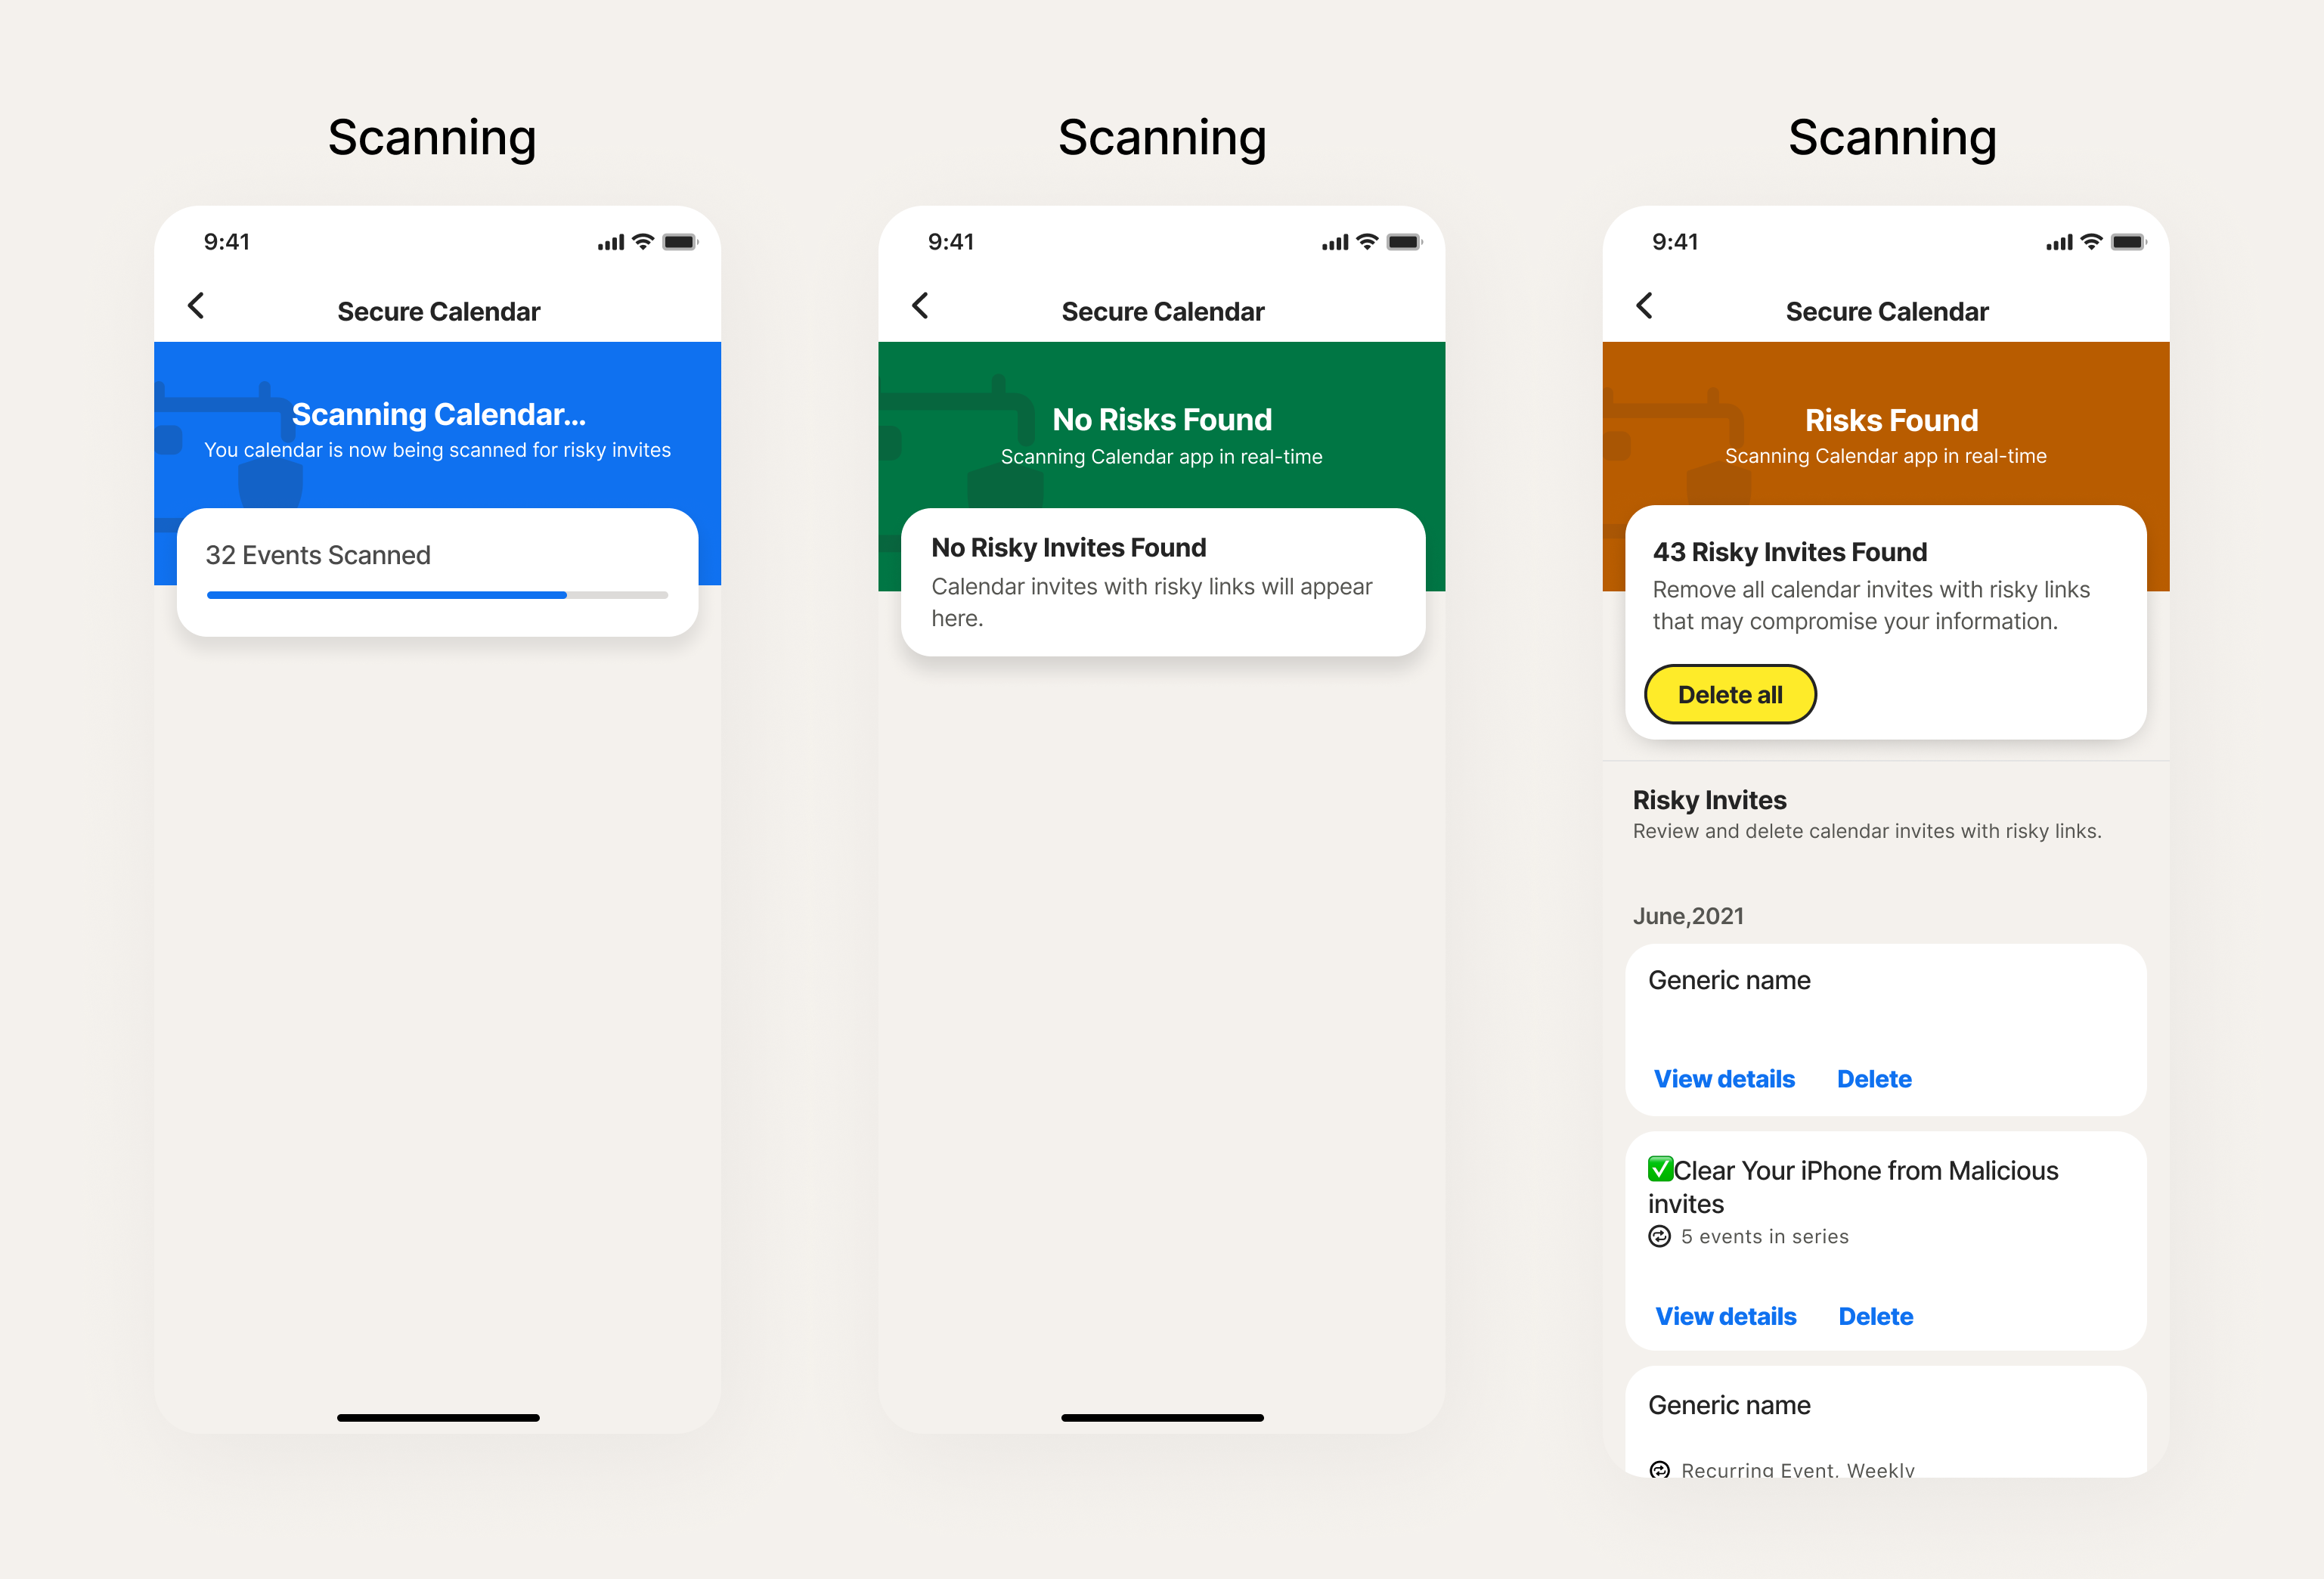 Scanning
9:41
Secure Calendar
Scanning Calendar...
You calendar is now being scanned for risky invites
32 Events Scanned
Scanning
9:41
Secure Calendar
No Risks Found
Scanning Calendar app in real-time
No Risky Invites Found
Calendar invites with risky links will appear
here.
Scanning
9:41
Secure Calendar
Risks Found
Scanning Calendar app in real-time
43 Risky Invites Found
Remove all calendar invites with risky links
that may compromise your information.
Delete all
Risky Invites
Review and delete calendar invites with risky links.
June,2021
Generic name
View details Delete
✅Clear Your iPhone from Malicious
invites
5 events in series
View details Delete
Generic name
Recurring Event, Weekly